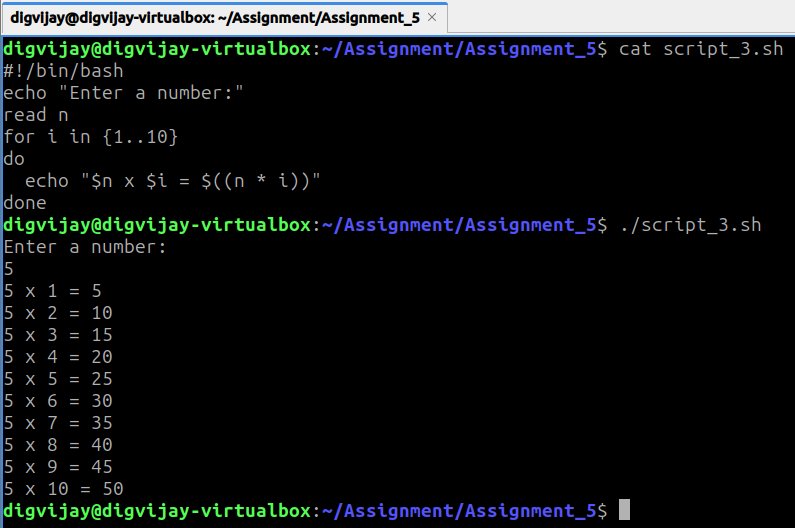 digvijay@digvijay-virtualbox: ~/Assignment/Assignment_5 ×
digvijay@digvijay-virtualbox:~/Assignment/Assignment_5$ cat script_3.sh
#!/bin/bash
echo "Enter a number:"
read n
for i in {1..10}
do
  echo "$n x $i = $((n * i))"
done
digvijay@digvijay-virtualbox:~/Assignment/Assignment_5$ ./script_3.sh
Enter a number:
5
5 x 1 = 5
5 x 2 = 10
5 x 3 = 15
5 x 4 = 20
5 x 5 = 25
5 x 6 = 30
5 x 7 = 35
5 x 8 = 40
5 x 9 = 45
5 x 10 = 50
digvijay@digvijay-virtualbox:~/Assignment/Assignment_5$